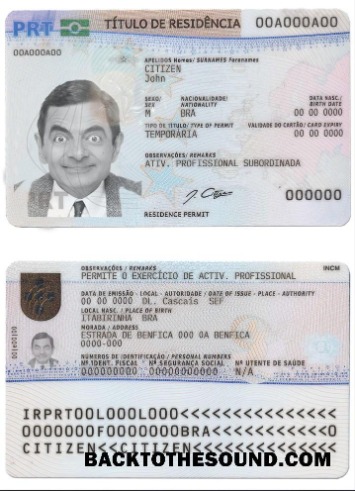 PRT TÍTULO DE RESIDÊNCIA 00A000A00
00AA000A00
APELIDOS Nomes/ SURNAMES Forenames
CITIZEN
John
SEXO/ NACIONALIDADE/ DATA NASC./
SEX NATIONALITY BIRTH DATE
M BRA 00 00 0000
TIPO DE TÍTULO/TYPE OF PERMIT VALIDADE DO CARTÃO/CARD EXPIRY
TEMPORÁRIA 00 00 0000
OBSERVAÇÕES/ REMARKS
ATIV. PROFISSIONAL SUBORDINADA
000000
RESIDENCE PERMIT
OBSERVAÇÕES/ REMARKS INCM
PERMITE O EXERCÍCIO DE ACTIV. PROFISSIONAL
DATA DE EMISSÃO - LOCAL - AUTORIDADE / DATE OF ISSUE - PLACE - AUTHORITY
00 00 0000 DL. Cascais SEF
LOCAL NASC. / PLACE OF BIRTH
ITABIRINHA BRA
MORADA / ADDRESS
ESTRADA DE BENFICA 000 0A BENFICA
0000-000
NÚMEROS DE IDENTIFICAÇÃO / PERSONAL NUMBERS
Nº IDENT. FISCAL Nº SEGURANÇA SOCIAL Nº UTENTE DE SAÚDE
000000000 00000000000 N/A
IRPRT00L000L000<<<<<<<<<<<<<<<
0000000F0000000BRA<<<<<<<<<<<0
CITIZEN<<CITIZEN<<<<<<<<<<<<<<
BACKTOTHESOUND.COM